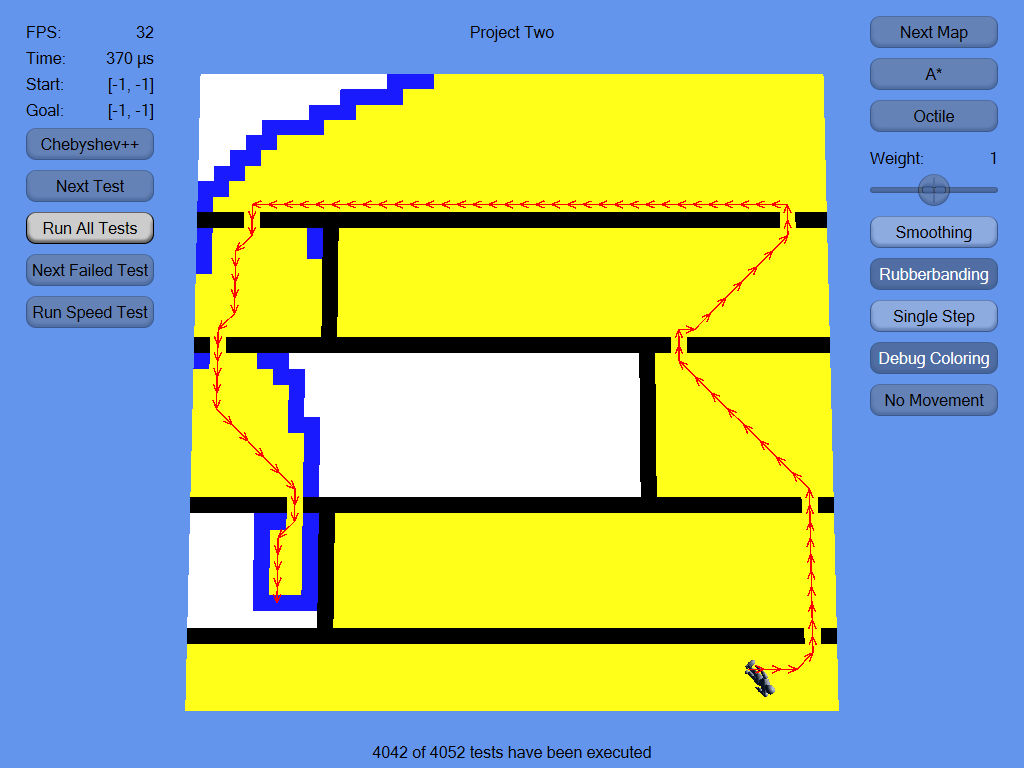 FPS: 32
Time: 370 µs
Start: [-1, -1]
Goal: [-1, -1]
Chebyshev++
Next Test
Run All Tests
Next Failed Test
Run Speed Test
Project Two
Next Map
A*
Octile
Weight: 1
Smoothing
Rubberbanding
Single Step
Debug Coloring
No Movement
4042 of 4052 tests have been executed